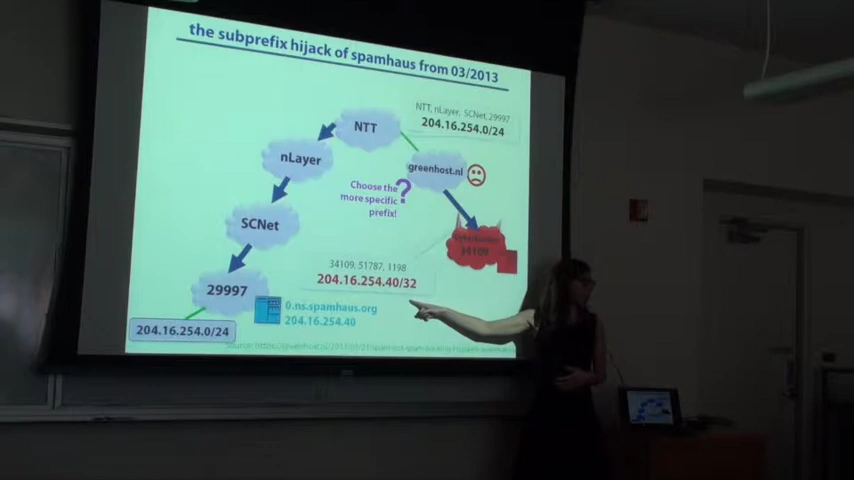 the subprefix hijack of spamhaus from 03/2013
NTT, nLayer, SCNet, 29997
204.16.254.0/24
NTT
nLayer
greenhost.nl
Choose the
more specific
prefix!
?
SCNet
34109
34109, 51787, 1198
204.16.254.40/32
29997
0.ns.spamhaus.org
204.16.254.40
204.16.254.0/24